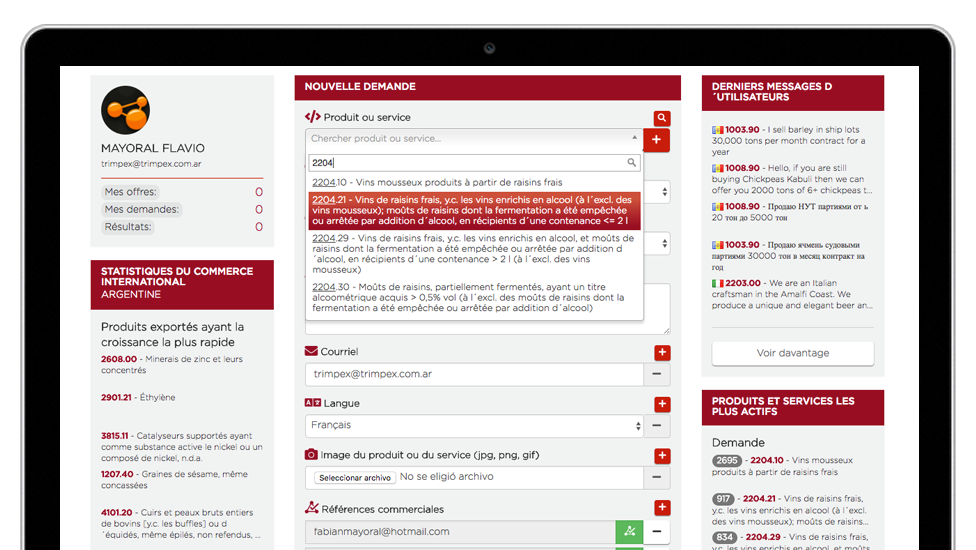 MAYORAL FLAVIO
trimpex@trimpex.com.ar
Mes offres: 0
Mes demandes: 0
Résultats: 0
STATISTIQUES DU COMMERCE
INTERNATIONAL
ARGENTINE
Produits exportés ayant la
croissance la plus rapide
2608.00 - Minerais de zinc et leurs
concentrés
2901.21 - Éthylène
3815.11 - Catalyseurs supportés ayant
comme substance active le nickel ou un
composé de nickel, n.d.a.
1207.40 - Graines de sésame, même
concassées
4101.20 - Cuirs et peaux bruts entiers
de bovins [y.c. les buffles] ou d
´équidés, même épilés, non refendus, ...
NOUVELLE DEMANDE
Produit ou service
Chercher produit ou service...
2204
2204.10 - Vins mousseux produits à partir de raisins frais
2204.21 - Vins de raisins frais, y.c. les vins enrichis en alcool (à l´excl. des
vins mousseux); moûts de raisins dont la fermentation a été empêchée
ou arrêtée par addition d´alcool, en récipients d´une contenance <= 2 l
2204.29 - Vins de raisins frais, y.c. les vins enrichis en alcool, et moûts de
raisins dont la fermentation a été empêchée ou arrêtée par addition d
´alcool, en récipients d´une contenance > 2 l (à l´excl. des vins
mousseux)
2204.30 - Moûts de raisins, partiellement fermentés, ayant un titre
alcoométrique acquis > 0,5% vol (à l´excl. des moûts de raisins dont la
fermentation a été empêchée ou arrêtée par addition d´alcool)
Courriel
trimpex@trimpex.com.ar
Langue
Français
Image du produit ou du service (jpg, png, gif)
Seleccionar archivo No se eligió archivo
Références commerciales
fabianmayoral@hotmail.com
DERNIERS MESSAGES D
´UTILISATEURS
1003.90 - I sell barley in ship lots
30,000 tons per month contract for a
year
1008.90 - Hello, if you are still
buying Chickpeas Kabuli then we can
offer you 2000 tons of 6+ chickpeas t...
1008.90 - Продаю НУТ партиями от ь
20 тон до 5000 тон
1003.90 - Продаю ячмень судовыми
партиями 30000 тон в месяц контракт на
год
2203.00 - We are an Italian
craftsman in the Amalfi Coast. We
produce a unique and elegant beer an...
Voir davantage
PRODUITS ET SERVICES LES
PLUS ACTIFS
Demande
2695 - 2204.10 - Vins mousseux
produits à partir de raisins frais
917 - 2204.21 - Vins de raisins frais,
y.c. les vins enrichis en alcool (à l´excl.
des vins mousseux); moûts de raisins...
834 - 2204.29 - Vins de raisins frais,
y.c. les vins enrichis en alcool, et moûts